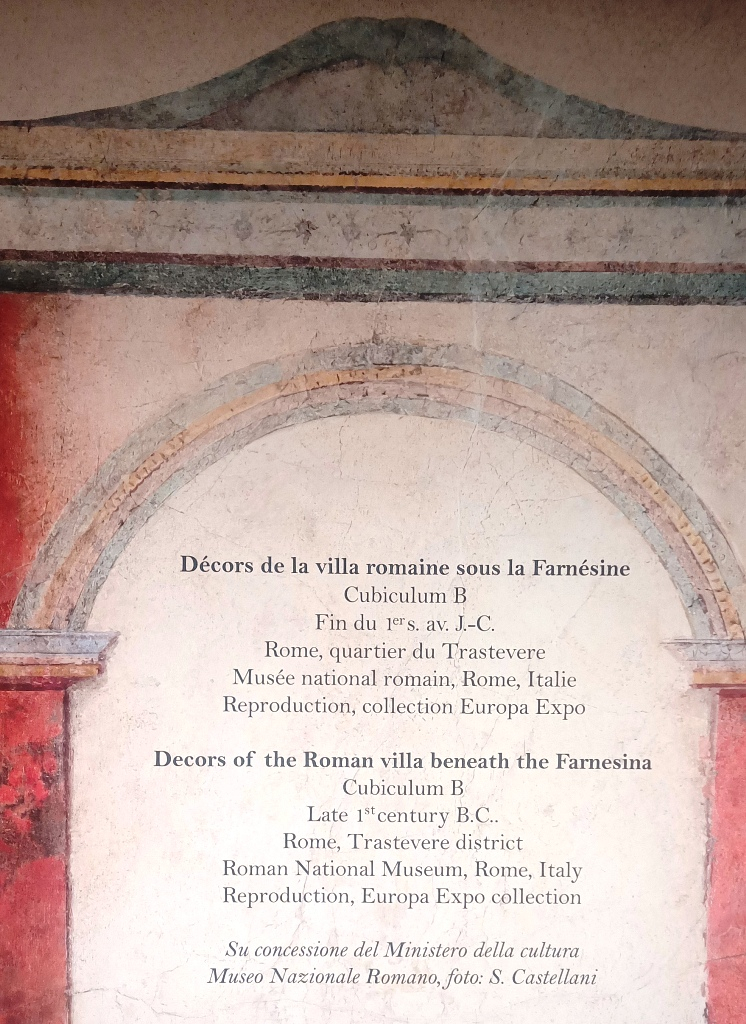 Décors de la villa romaine sous la Farnésine
Cubiculum B
Fin du 1er s. av. J.-C.
Rome, quartier du Trastevere
Musée national romain, Rome, Italie
Reproduction, collection Europa Expo
Decors of the Roman villa beneath the Farnesina
Cubiculum B
Late 1st century B.C..
Rome, Trastevere district
Roman National Museum, Rome, Italy
Reproduction, Europa Expo collection
Su concessione del Ministero della cultura
Museo Nazionale Romano, foto: S. Castellani